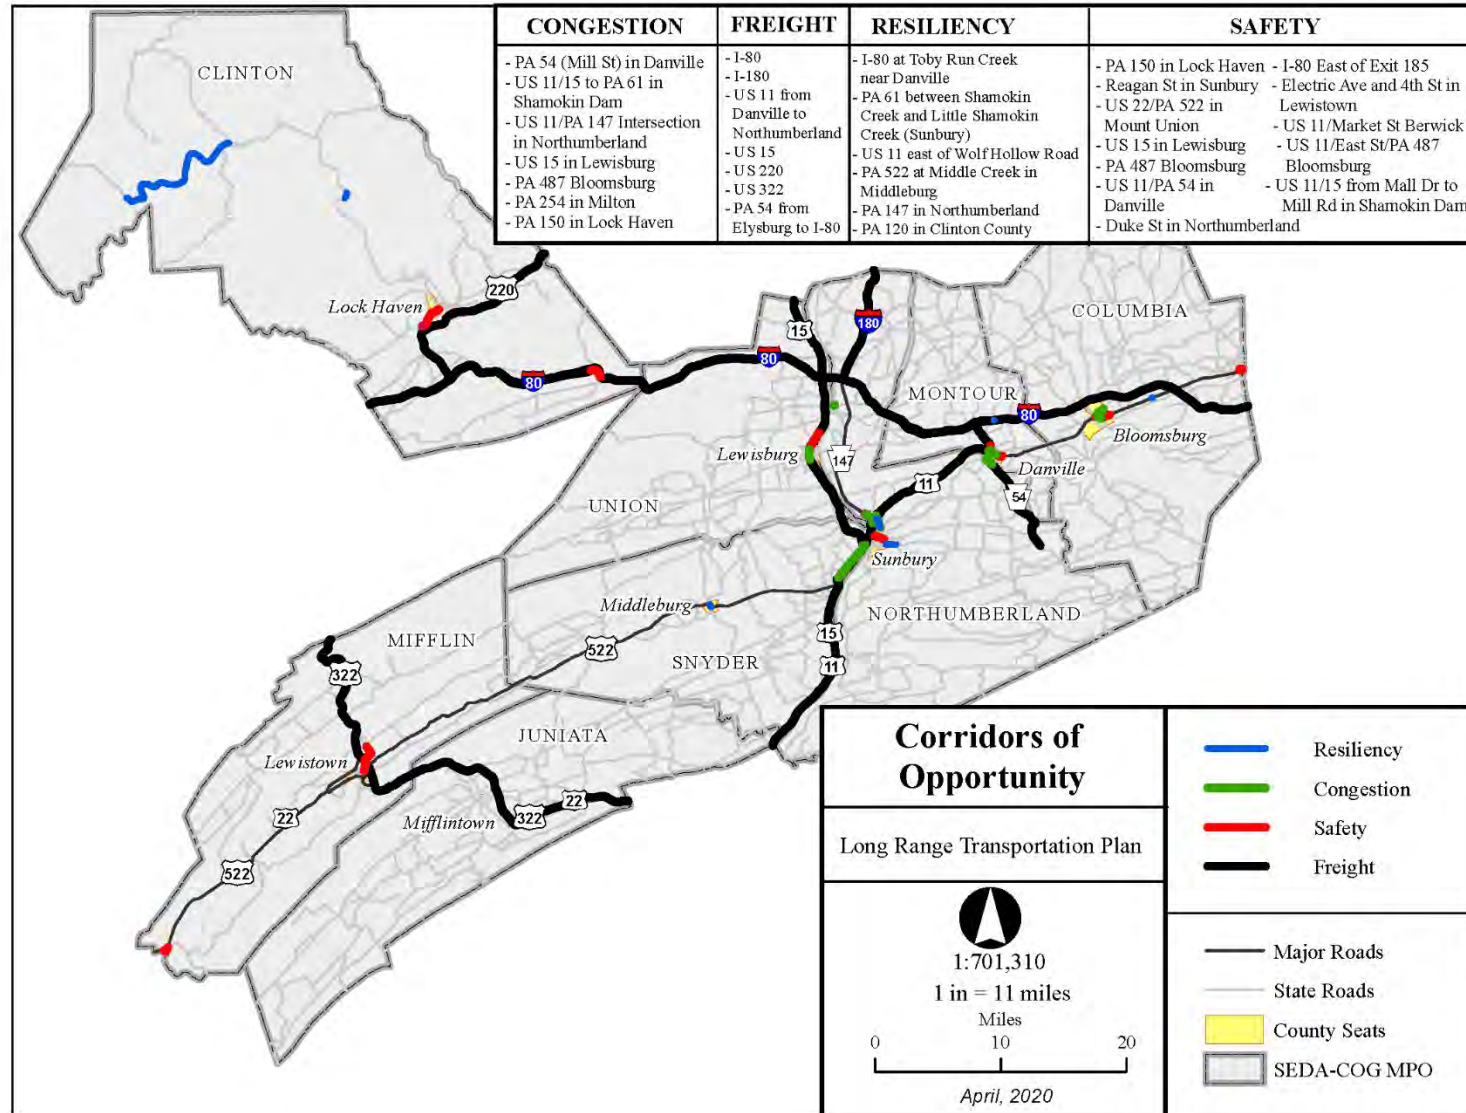 CONGESTION
- PA 54 (Mill St) in Danville
- US 11/15 to PA 61 in
Shamokin Dam
- US 11/PA 147 Intersection
in Northumberland
- US 15 in Lewisburg
- PA 487 Bloomsburg
- PA 254 in Milton
- PA 150 in Lock Haven
FREIGHT
- I-80
- I-180
- US 11 from
Danville to
Northumberland
- US 15
- US 220
- US 322
- PA 54 from
Elysburg to I-80
RESILIENCY
- I-80 at Toby Run Creek
near Danville
- PA 61 between Shamokin
Creek and Little Shamokin
Creek (Sunbury)
- US 11 east of Wolf Hollow Road
- PA 522 at Middle Creek in
Middleburg
- PA 147 in Northumberland
- PA 120 in Clinton County
SAFETY
- PA 150 in Lock Haven
- Reagan St in Sunbury
- US 22/PA 522 in
Mount Union
- US 15 in Lewisburg
- PA 487 Bloomsburg
- US 11/PA 54 in
Danville
- Duke St in Northumberland
- I-80 East of Exit 185
- Electric Ave and 4th St in
Lewistown
- US 11/Market St Berwick
- US 11/East St/PA 487
Bloomsburg
- US 11/15 from Mall Dr to
Mill Rd in Shamokin Dam
CLINTON
220
Lock Haven
15
180
COLUMBIA
80
80
MONTOUR
80
Bloomsburg
Lewisburg
147
Danville
11
54
UNION
Sunbury
Middleburg
NORTHUMBERLAND
MIFFLIN
15
522
SNYDER
11
322
JUNIATA
Lewistown
22
22
322
Mifflintown
522
Corridors of
Opportunity
Long Range Transportation Plan
1:701,310
1 in = 11 miles
Miles
0 10 20
April, 2020
Resiliency
Congestion
Safety
Freight
Major Roads
State Roads
County Seats
SEDA-COG MPO